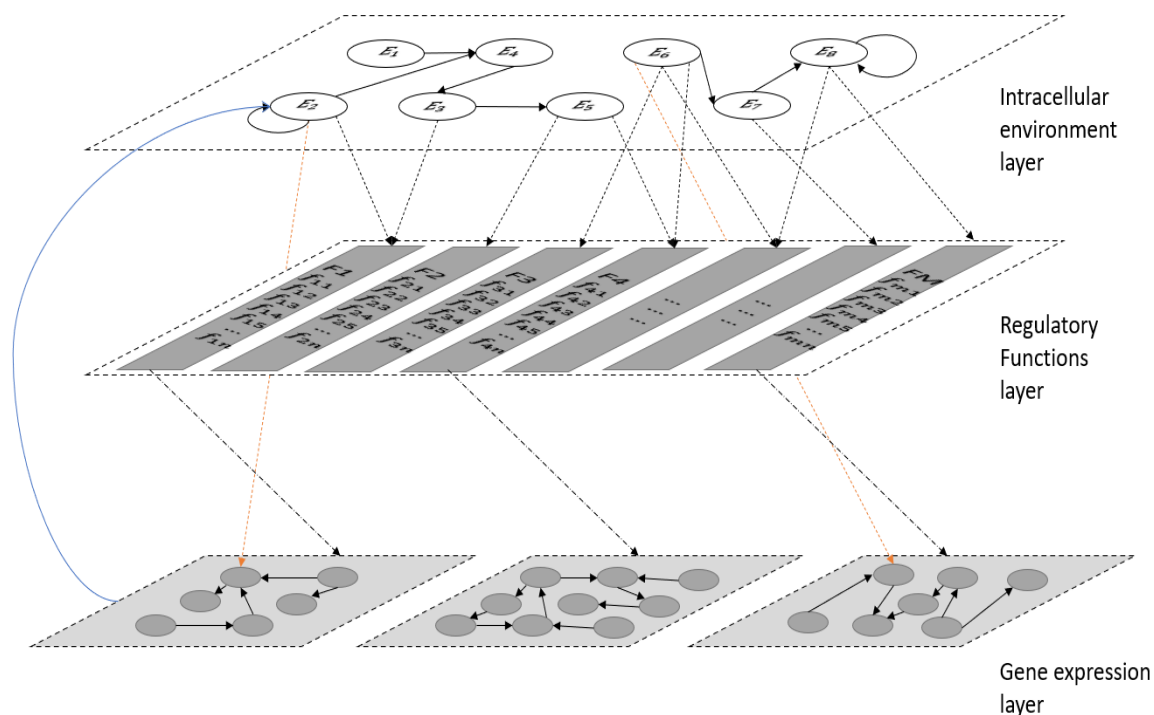 E1
E4
E6
E8
E2
E3
E5
E7
Intracellular
environment
layer
F1
f11
f12
f13
f14
f15
...
f1n
F2
f21
f22
f23
f24
f25
...
f2n
F3
f31
f32
f33
f34
f35
...
f3n
F4
f41
f42
f43
f44
f45
...
f4n
...
...
...
...
FM
fm1
fm2
fm3
fm4
fm5
...
fmn
Regulatory
Functions
layer
Gene expression
layer